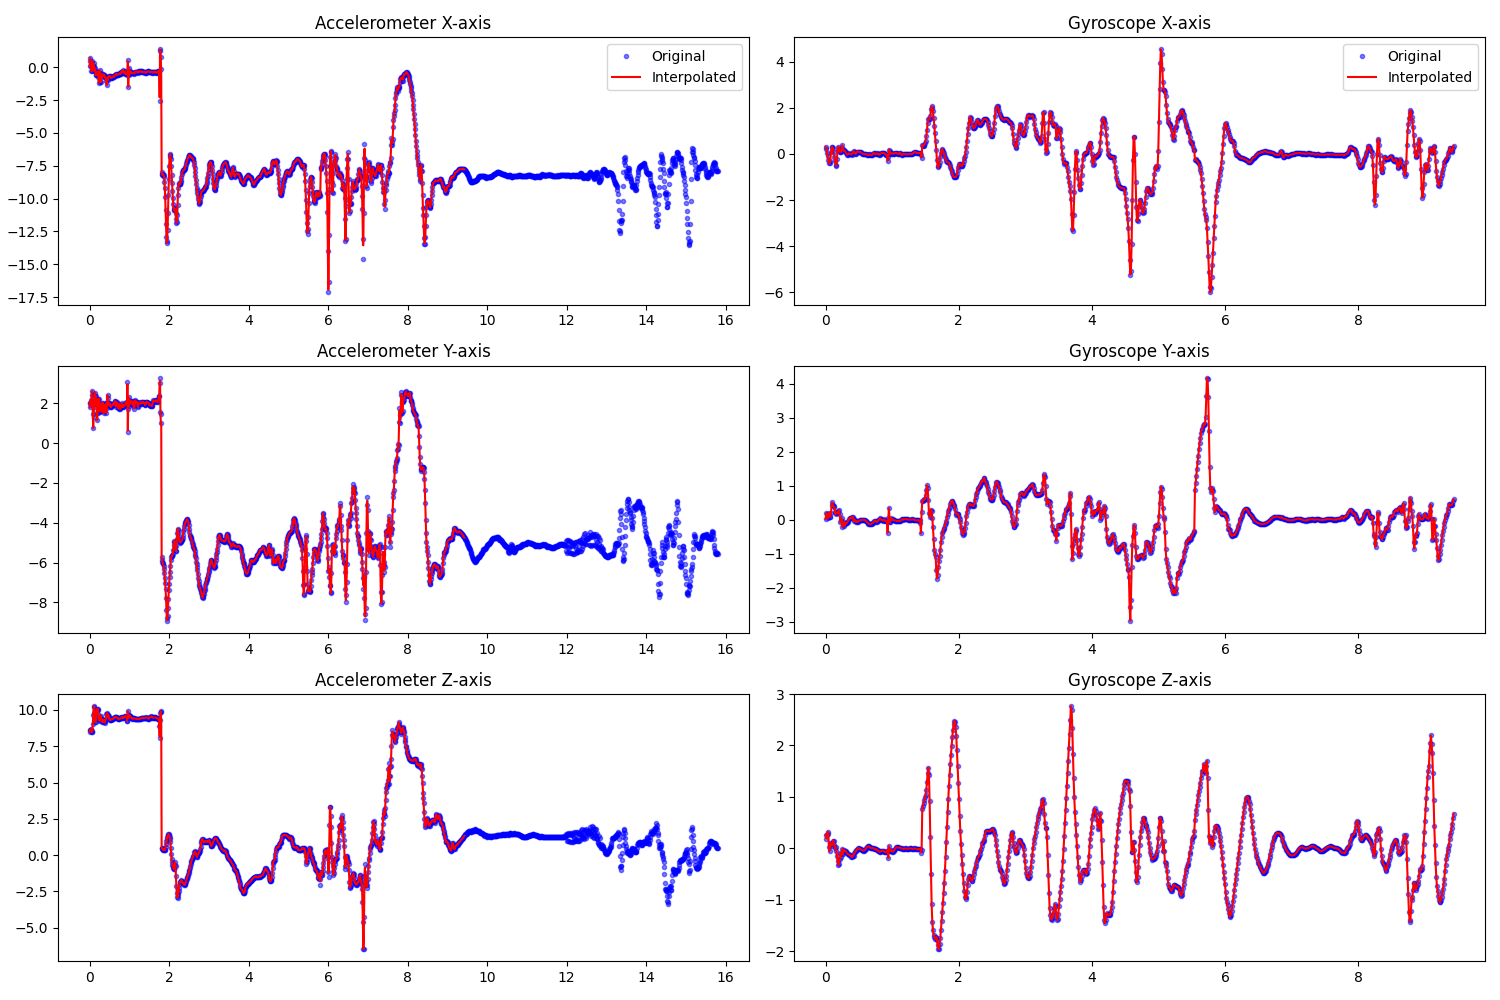 Accelerometer X-axis
Original
Interpolated
0.0
−2.5
−5.0
−7.5
−10.0
−12.5
−15.0
−17.5
0 2 4 6 8 10 12 14 16
Gyroscope X-axis
Original
Interpolated
4
2
0
−2
−4
−6
0 2 4 6 8
Accelerometer Y-axis
2
0
−2
−4
−6
−8
0 2 4 6 8 10 12 14 16
Gyroscope Y-axis
4
3
2
1
0
−1
−2
−3
0 2 4 6 8
Accelerometer Z-axis
10.0
7.5
5.0
2.5
0.0
−2.5
−5.0
0 2 4 6 8 10 12 14 16
Gyroscope Z-axis
3
2
1
0
−1
−2
0 2 4 6 8